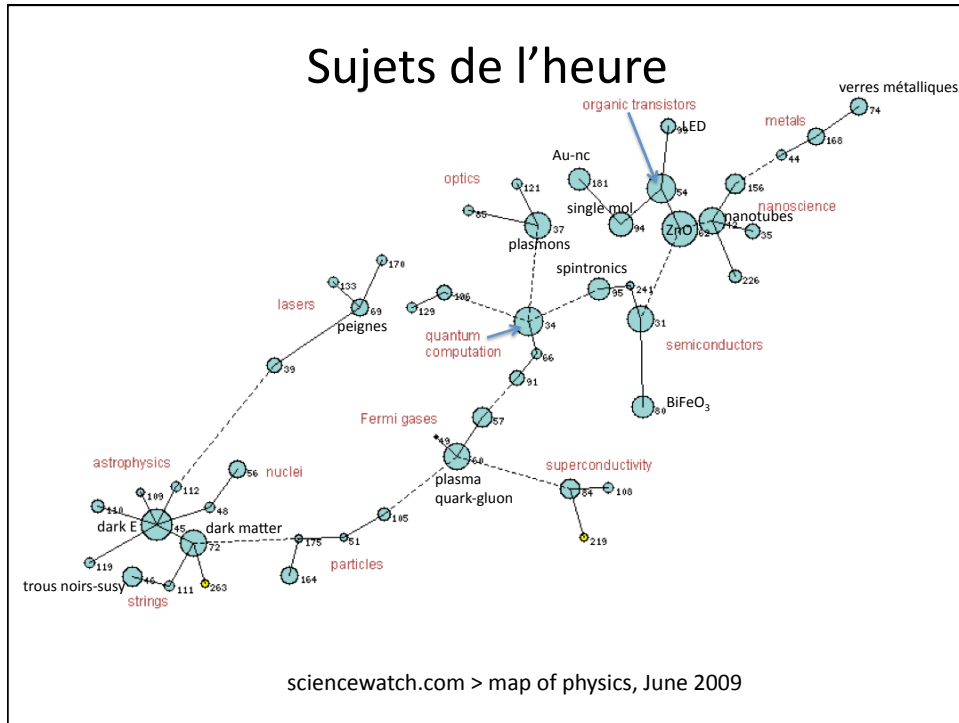 Sujets de l'heure
verres métalliques
organic transistors
74
LED
99
metals
168
44
Au-nc
optics
121
181
54
156
nanoscience
85
single mol
94
37
plasmons
ZnO
62
nanotubes
42
35
spintronics
170
133
226
241
95
lasers
106
69
peignes
129
34
31
quantum
computation
semiconductors
66
39
91
BiFeO₃
80
Fermi gases
57
49
60
plasma
quark-gluon
astrophysics
nuclei
56
superconductivity
112
109
84
108
110
48
105
dark E
45
dark matter
72
175
51
219
119
particles
164
trous noirs-susy
46
111
263
strings
sciencewatch.com > map of physics, June 2009